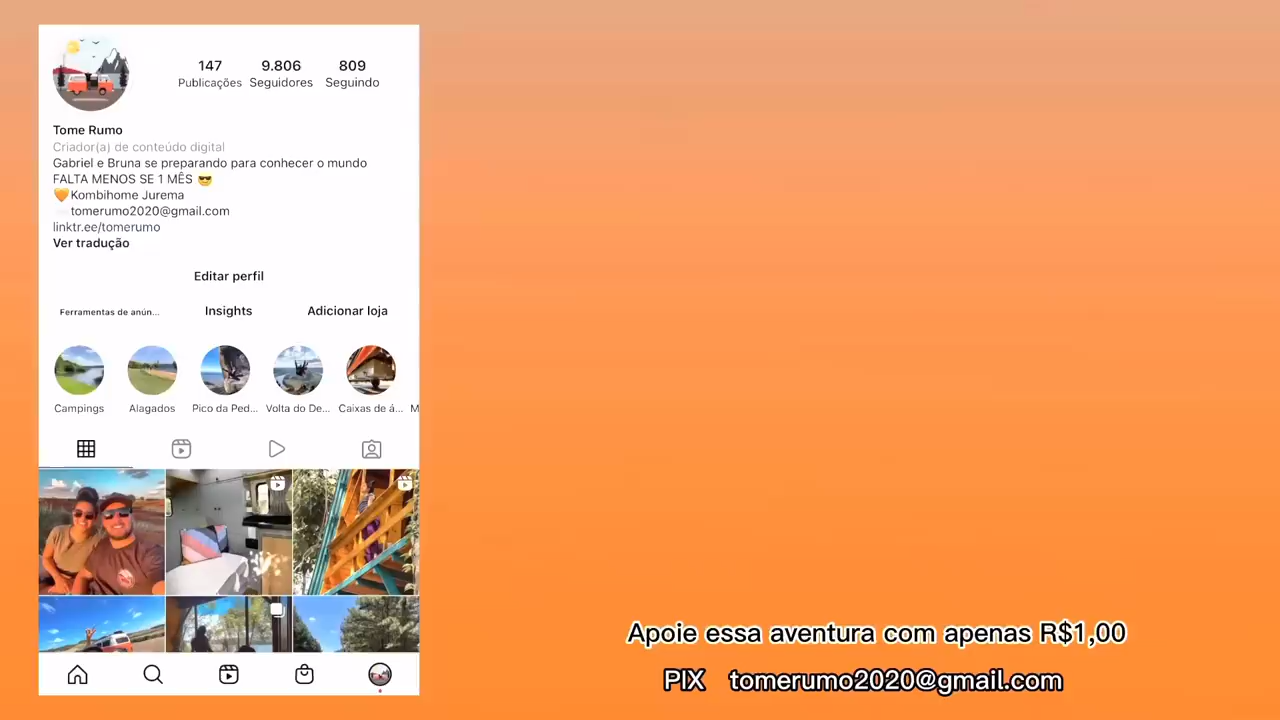 147 9.806 809
Publicações Seguidores Seguindo
Tome Rumo
Criador(a) de conteúdo digital
Gabriel e Bruna se preparando para conhecer o mundo
FALTA MENOS SE 1 MÊS 😎
🧡Kombihome Jurema
tomerumo2020@gmail.com
linktr.ee/tomerumo
Ver tradução
Editar perfil
Ferramentas de anún... Insights Adicionar loja
Campings Alagados Pico da Ped... Volta do De... Caixas de á... M
Apoie essa aventura com apenas R$1,00
PIX tomerumo2020@gmail.com